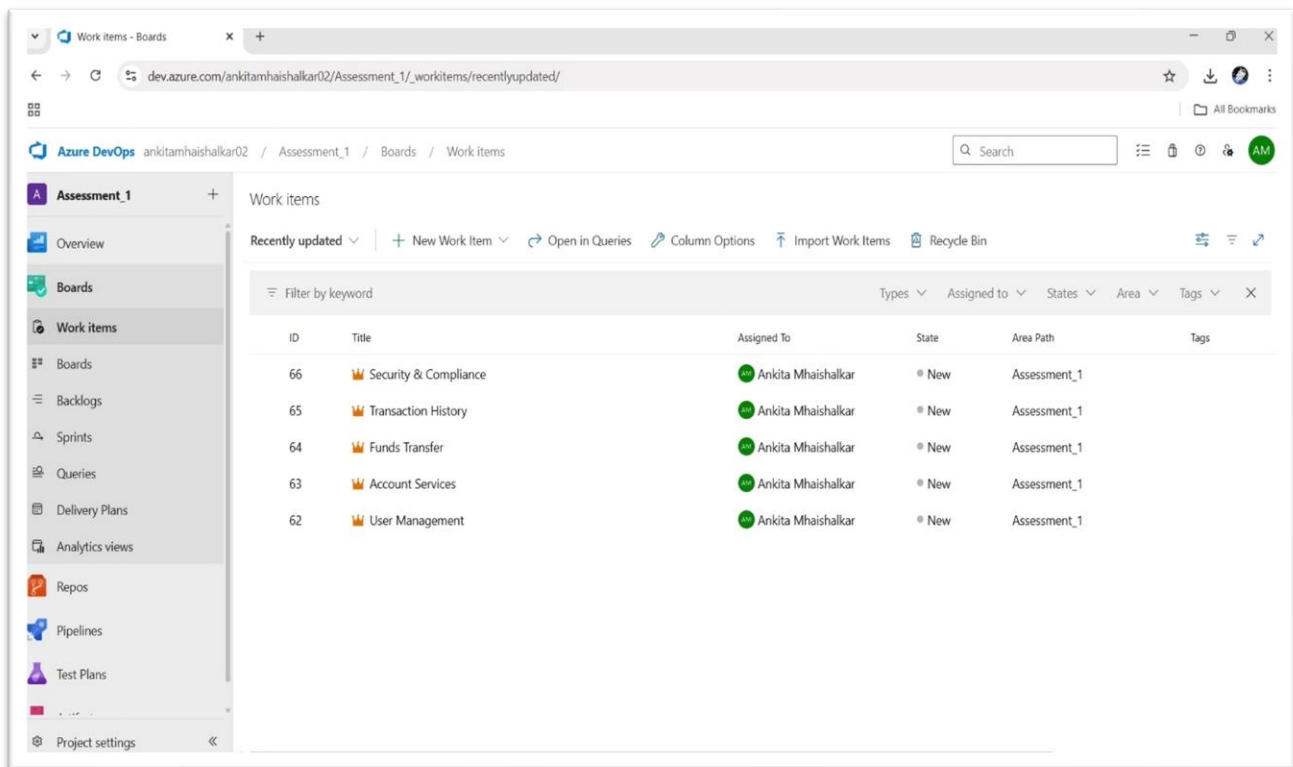 Work items - Boards
dev.azure.com/ankitamhaishalkar02/Assessment_1/_workitems/recentlyupdated/
All Bookmarks
Azure DevOps ankitamhaishalkar02 / Assessment_1 / Boards / Work items
Search
AM
A Assessment_1
Overview
Boards
Work items
Boards
Backlogs
Sprints
Queries
Delivery Plans
Analytics views
Repos
Pipelines
Test Plans
Project settings
Work items
Recently updated New Work Item Open in Queries Column Options Import Work Items Recycle Bin
Filter by keyword Types Assigned to States Area Tags
ID Title Assigned To State Area Path Tags
66 Security & Compliance AM Ankita Mhaishalkar New Assessment_1
65 Transaction History AM Ankita Mhaishalkar New Assessment_1
64 Funds Transfer AM Ankita Mhaishalkar New Assessment_1
63 Account Services AM Ankita Mhaishalkar New Assessment_1
62 User Management AM Ankita Mhaishalkar New Assessment_1